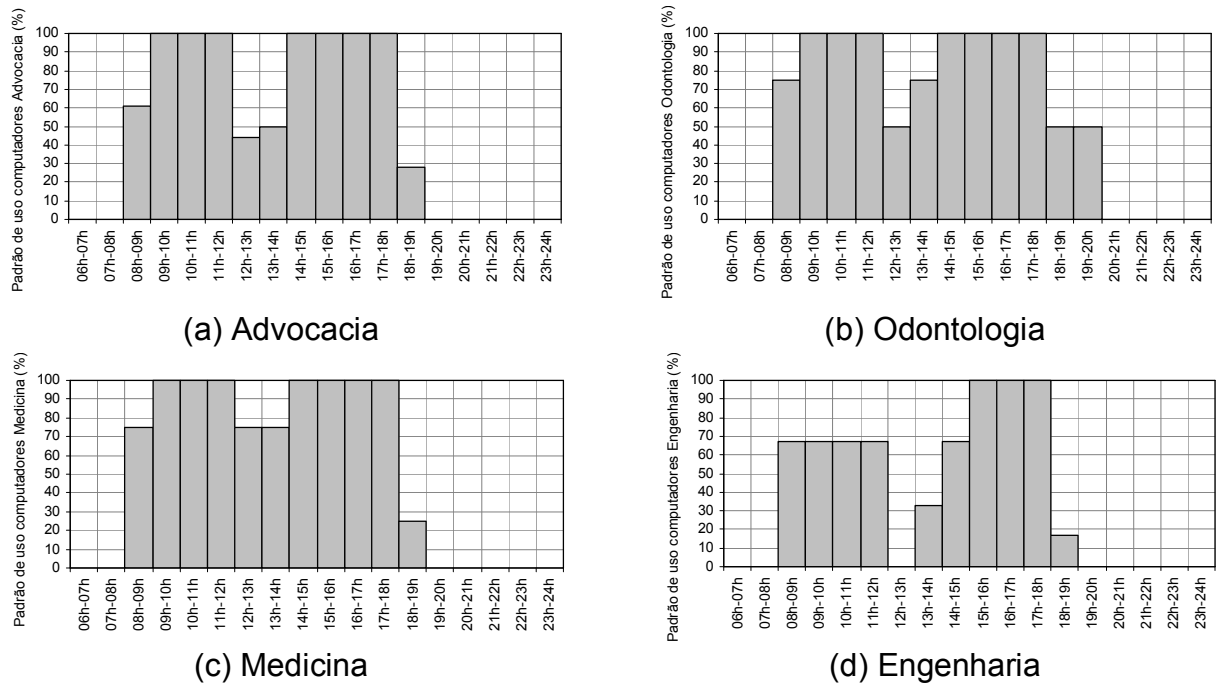 Padrão de uso computadores Advocacia (%)
100
90
80
70
60
50
40
30
20
10
0
06h-07h
07h-08h
08h-09h
09h-10h
10h-11h
11h-12h
12h-13h
13h-14h
14h-15h
15h-16h
16h-17h
17h-18h
18h-19h
19h-20h
20h-21h
21h-22h
22h-23h
23h-24h
(a) Advocacia
Padrão de uso computadores Odontologia (%)
100
90
80
70
60
50
40
30
20
10
0
06h-07h
07h-08h
08h-09h
09h-10h
10h-11h
11h-12h
12h-13h
13h-14h
14h-15h
15h-16h
16h-17h
17h-18h
18h-19h
19h-20h
20h-21h
21h-22h
22h-23h
23h-24h
(b) Odontologia
Padrão de uso computadores Medicina (%)
100
90
80
70
60
50
40
30
20
10
0
06h-07h
07h-08h
08h-09h
09h-10h
10h-11h
11h-12h
12h-13h
13h-14h
14h-15h
15h-16h
16h-17h
17h-18h
18h-19h
19h-20h
20h-21h
21h-22h
22h-23h
23h-24h
(c) Medicina
Padrão de uso computadores Engenharia (%)
100
90
80
70
60
50
40
30
20
10
0
06h-07h
07h-08h
08h-09h
09h-10h
10h-11h
11h-12h
12h-13h
13h-14h
14h-15h
15h-16h
16h-17h
17h-18h
18h-19h
19h-20h
20h-21h
21h-22h
22h-23h
23h-24h
(d) Engenharia